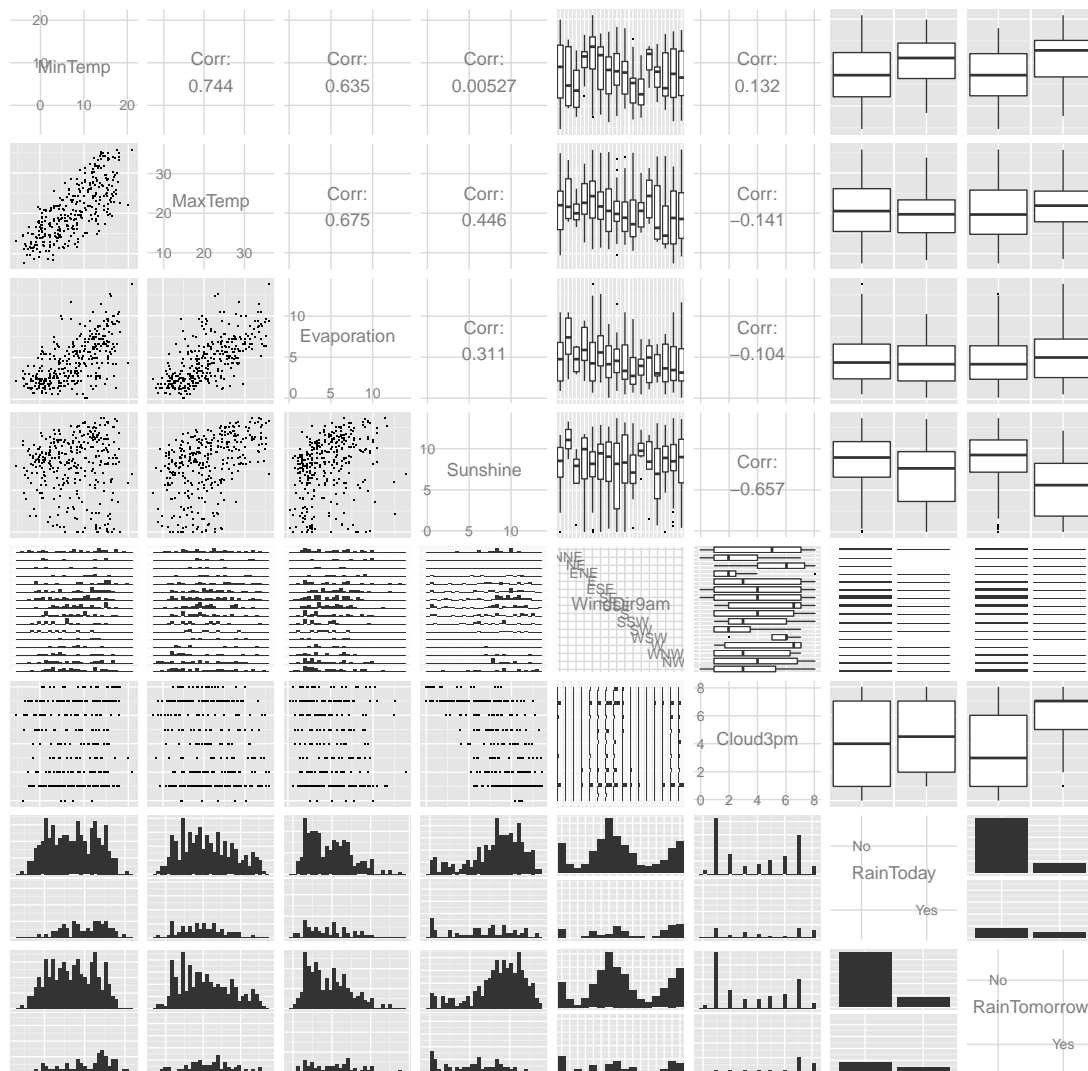 20
10
MinTemp
0 10 20
Corr:
0.744
Corr:
0.635
Corr:
0.00527
Corr:
0.132
30
20
MaxTemp
10
10 20 30
Corr:
0.675
Corr:
0.446
Corr:
−0.141
10
Evaporation
5
0
0 5 10
Corr:
0.311
Corr:
−0.104
10
Sunshine
5
0
0 5 10
Corr:
−0.657
NNE
NE
ENE
E
ESE
SE
WindDir9am
SSE
S
SSW
SW
WSW
W
WNW
NW
8
6
Cloud3pm
4
2
0
0 2 4 6 8
No
RainToday
Yes
No
RainTomorrow
Yes